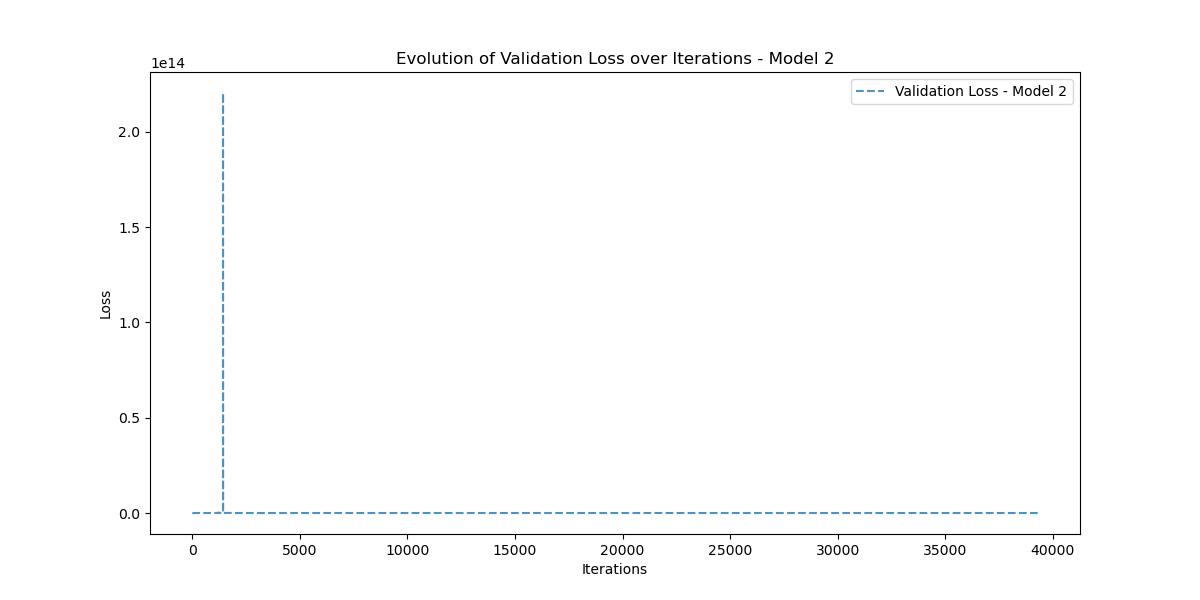 Evolution of Validation Loss over Iterations - Model 2
1e14
Validation Loss - Model 2
2.0
1.5
1.0
0.5
0.0
Loss
0 5000 10000 15000 20000 25000 30000 35000 40000
Iterations